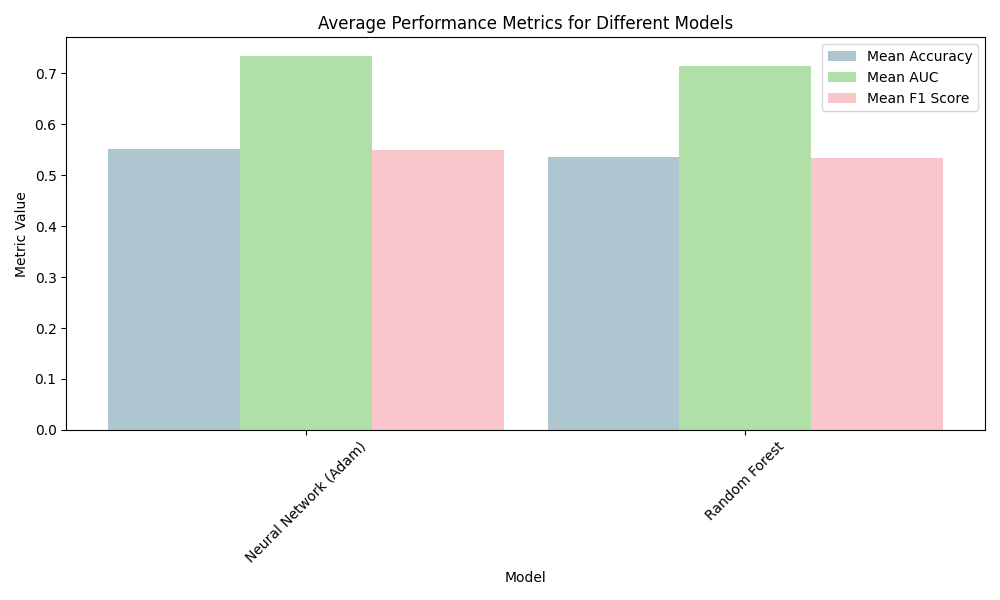 Average Performance Metrics for Different Models
Mean Accuracy
Mean AUC
Mean F1 Score
Metric Value
0.7
0.6
0.5
0.4
0.3
0.2
0.1
0.0
Neural Network (Adam)
Random Forest
Model